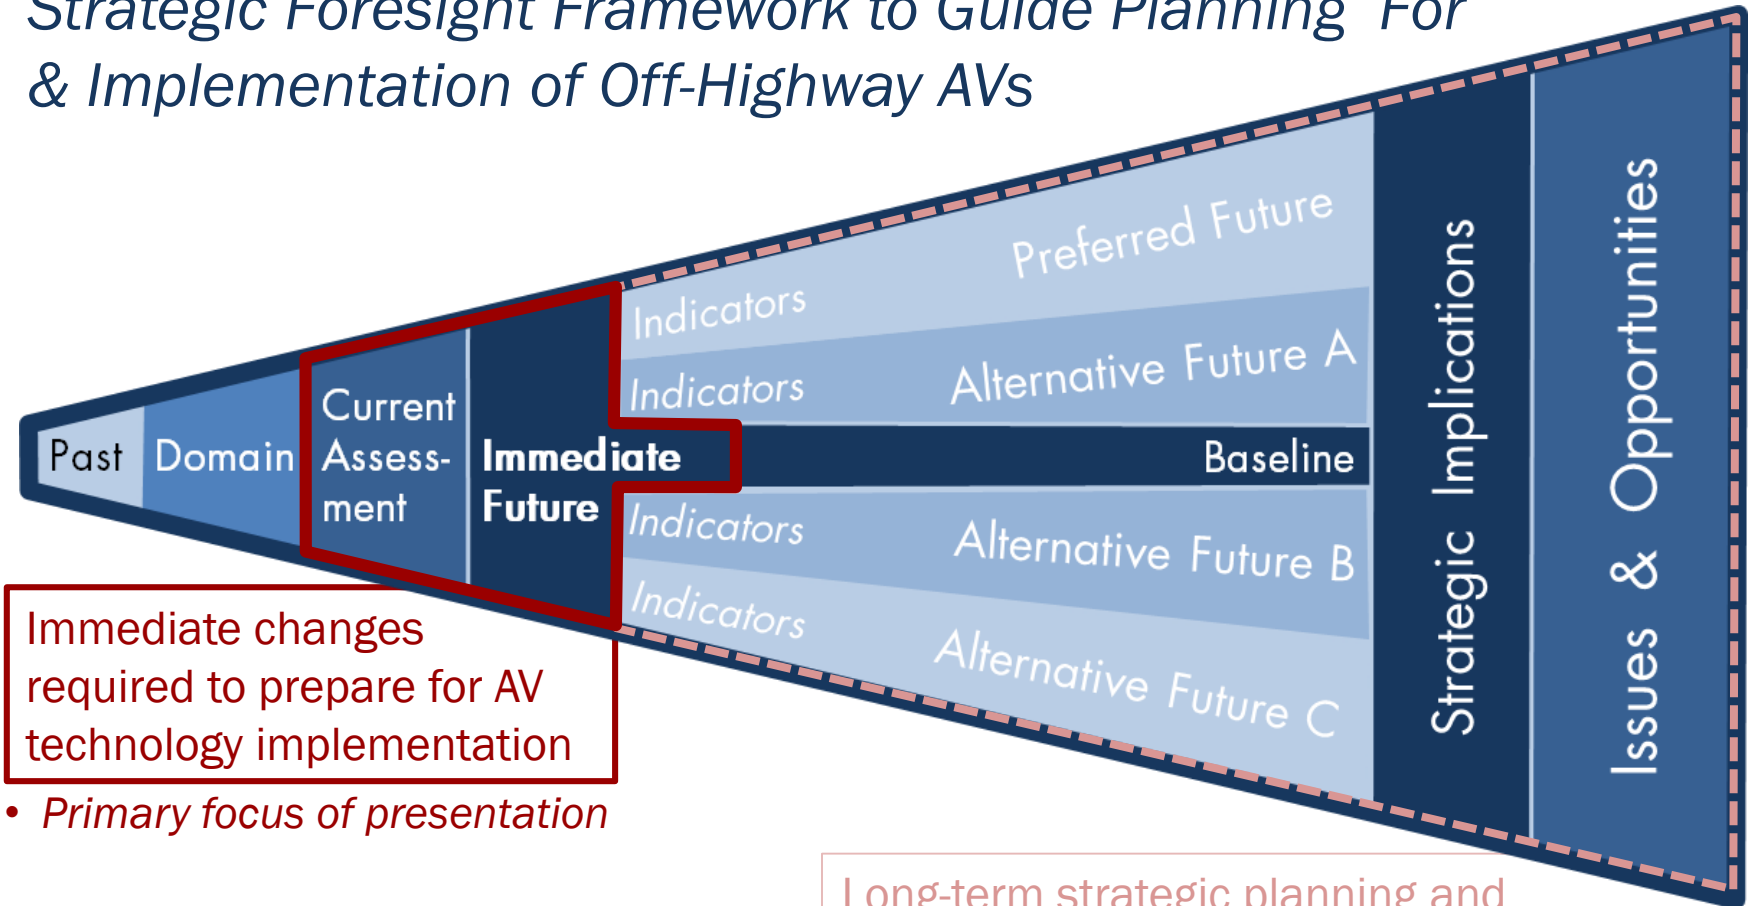 Strategic Foresight Framework to Guide Planning For
& Implementation of Off-Highway AVs
Past
Domain
Current
Assess-
ment
Immediate
Future
Indicators
Preferred Future
Indicators
Alternative Future A
Baseline
Indicators
Alternative Future B
Indicators
Alternative Future C
Strategic Implications
Issues & Opportunities
Immediate changes
required to prepare for AV
technology implementation
• Primary focus of presentation
Long-term strategic planning and